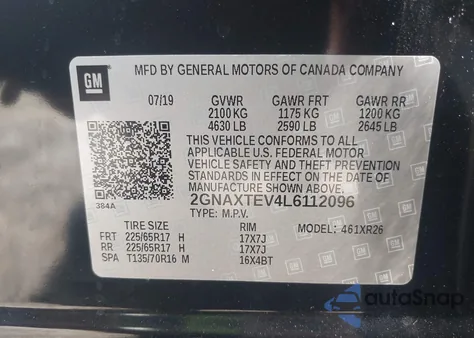 GM
MFD BY GENERAL MOTORS OF CANADA COMPANY
07/19 GVWR GAWR FRT GAWR RR
2100 KG 1175 KG 1200 KG
4630 LB 2590 LB 2645 LB
THIS VEHICLE CONFORMS TO ALL
APPLICABLE U.S. FEDERAL MOTOR
VEHICLE SAFETY AND THEFT PREVENTION
STANDARDS IN EFFECT ON THE DATE OF
MANUFACTURE SHOWN ABOVE.
384A
2GNAXTEV4L6112096
TYPE: M.P.V.
TIRE SIZE RIM MODEL: 461XR26
FRT 225/65R17 H 17X7J
RR 225/65R17 H 17X7J
SPA T135/70R16 M 16X4BT
autoSnap